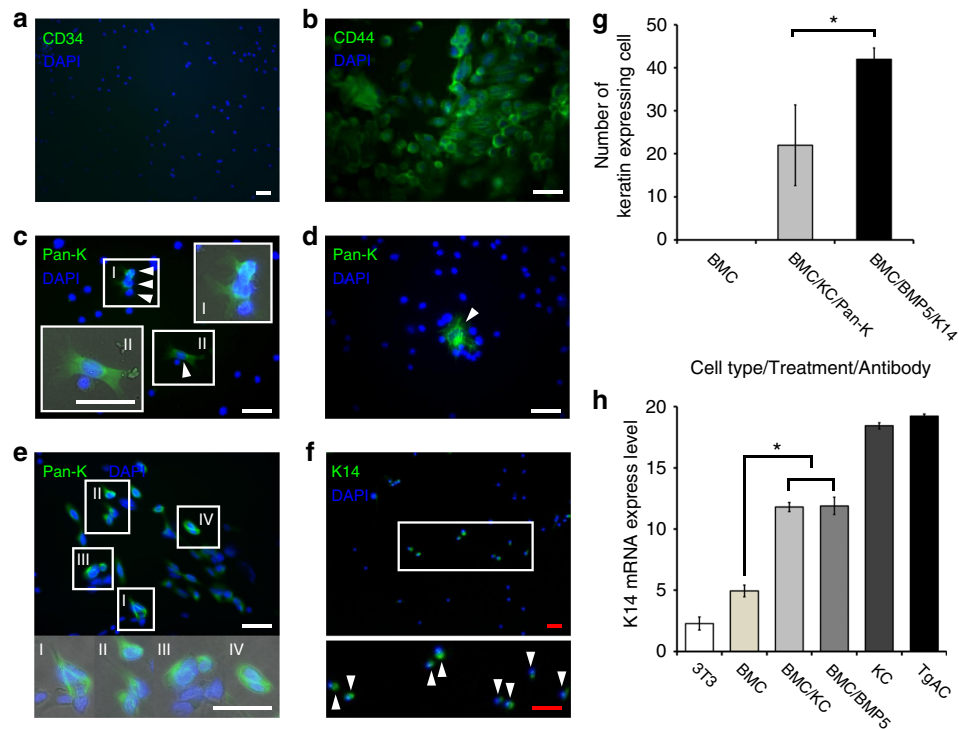 a
CD34
DAPI
b
CD44
DAPI
c
Pan-K
DAPI
I
I
II
II
d
Pan-K
DAPI
e
Pan-K DAPI
II
IV
III
I
I II III IV
f
K14
DAPI
g
Number of
keratin expressing cell
50
40
30
20
10
0
*
BMC
BMC/KC/Pan-K
BMC/BMP5/K14
Cell type/Treatment/Antibody
h
K14 mRNA express level
20
15
10
5
0
*
3T3
BMC
BMC/KC
BMC/BMP5
KC
TgAC